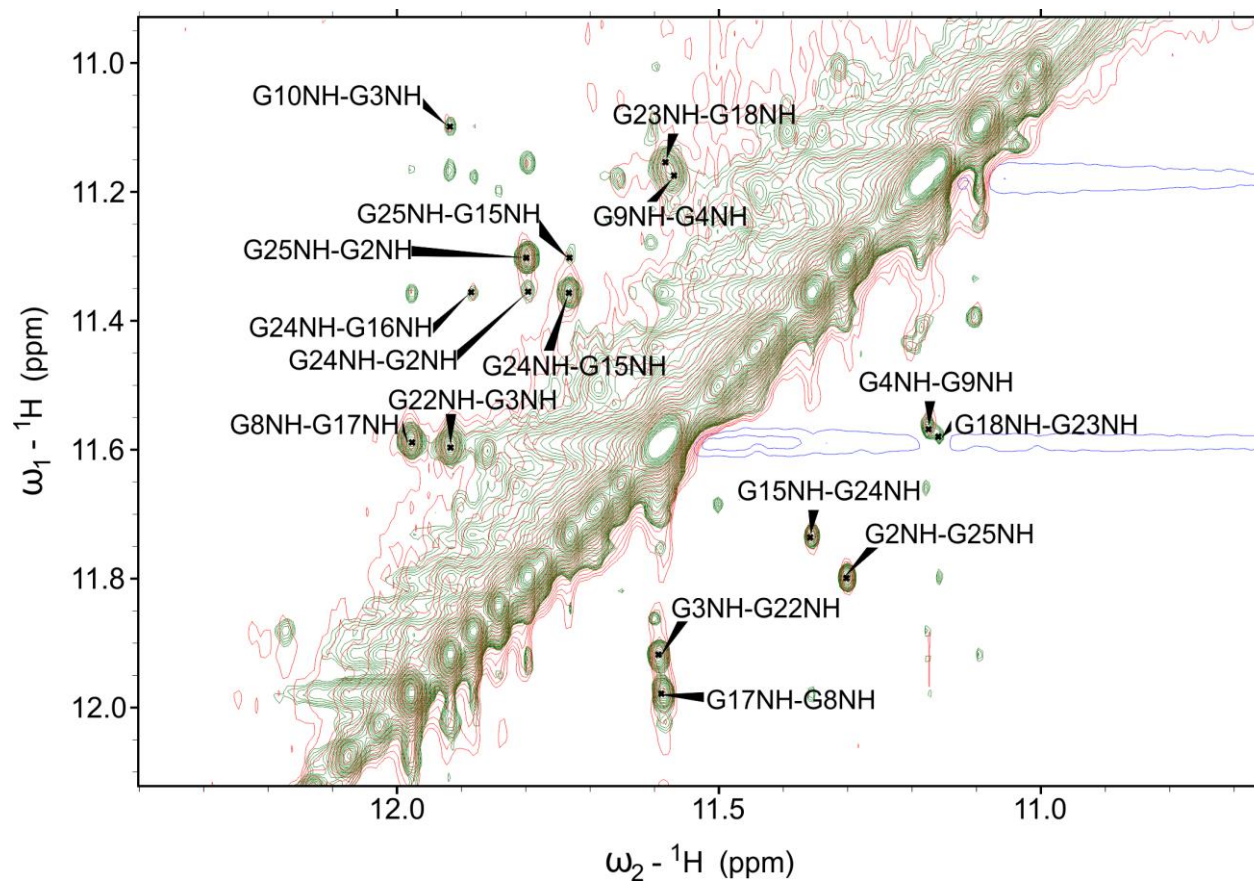 11.0
G10NH-G3NH
G23NH-G18NH
11.2
G25NH-G15NH
G9NH-G4NH
G25NH-G2NH
11.4
G24NH-G16NH
G24NH-G2NH
G24NH-G15NH
G22NH-G3NH
G4NH-G9NH
G8NH-G17NH
G18NH-G23NH
11.6
G15NH-G24NH
G2NH-G25NH
11.8
G3NH-G22NH
G17NH-G8NH
12.0
ω₁ - ¹H (ppm)
12.0 11.5 11.0
ω₂ - ¹H (ppm)